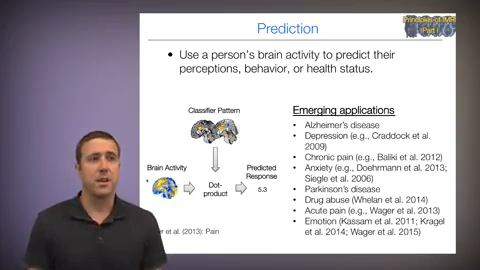 Prediction
Principles of fMRI
Part I
• Use a person's brain activity to predict their
perceptions, behavior, or health status.
Classifier Pattern
Brain Activity
Dot-
product
Predicted
Response
5.3
er et al. (2013): Pain
Emerging applications
• Alzheimer's disease
• Depression (e.g., Craddock et al.
2009)
• Chronic pain (e.g., Baliki et al. 2012)
• Anxiety (e.g., Doehrmann et al. 2013;
Siegle et al. 2006)
• Parkinson's disease
• Drug abuse (Whelan et al. 2014)
• Acute pain (e.g., Wager et al. 2013)
• Emotion (Kassam et al. 2011; Kragel
et al. 2014; Wager et al. 2015)